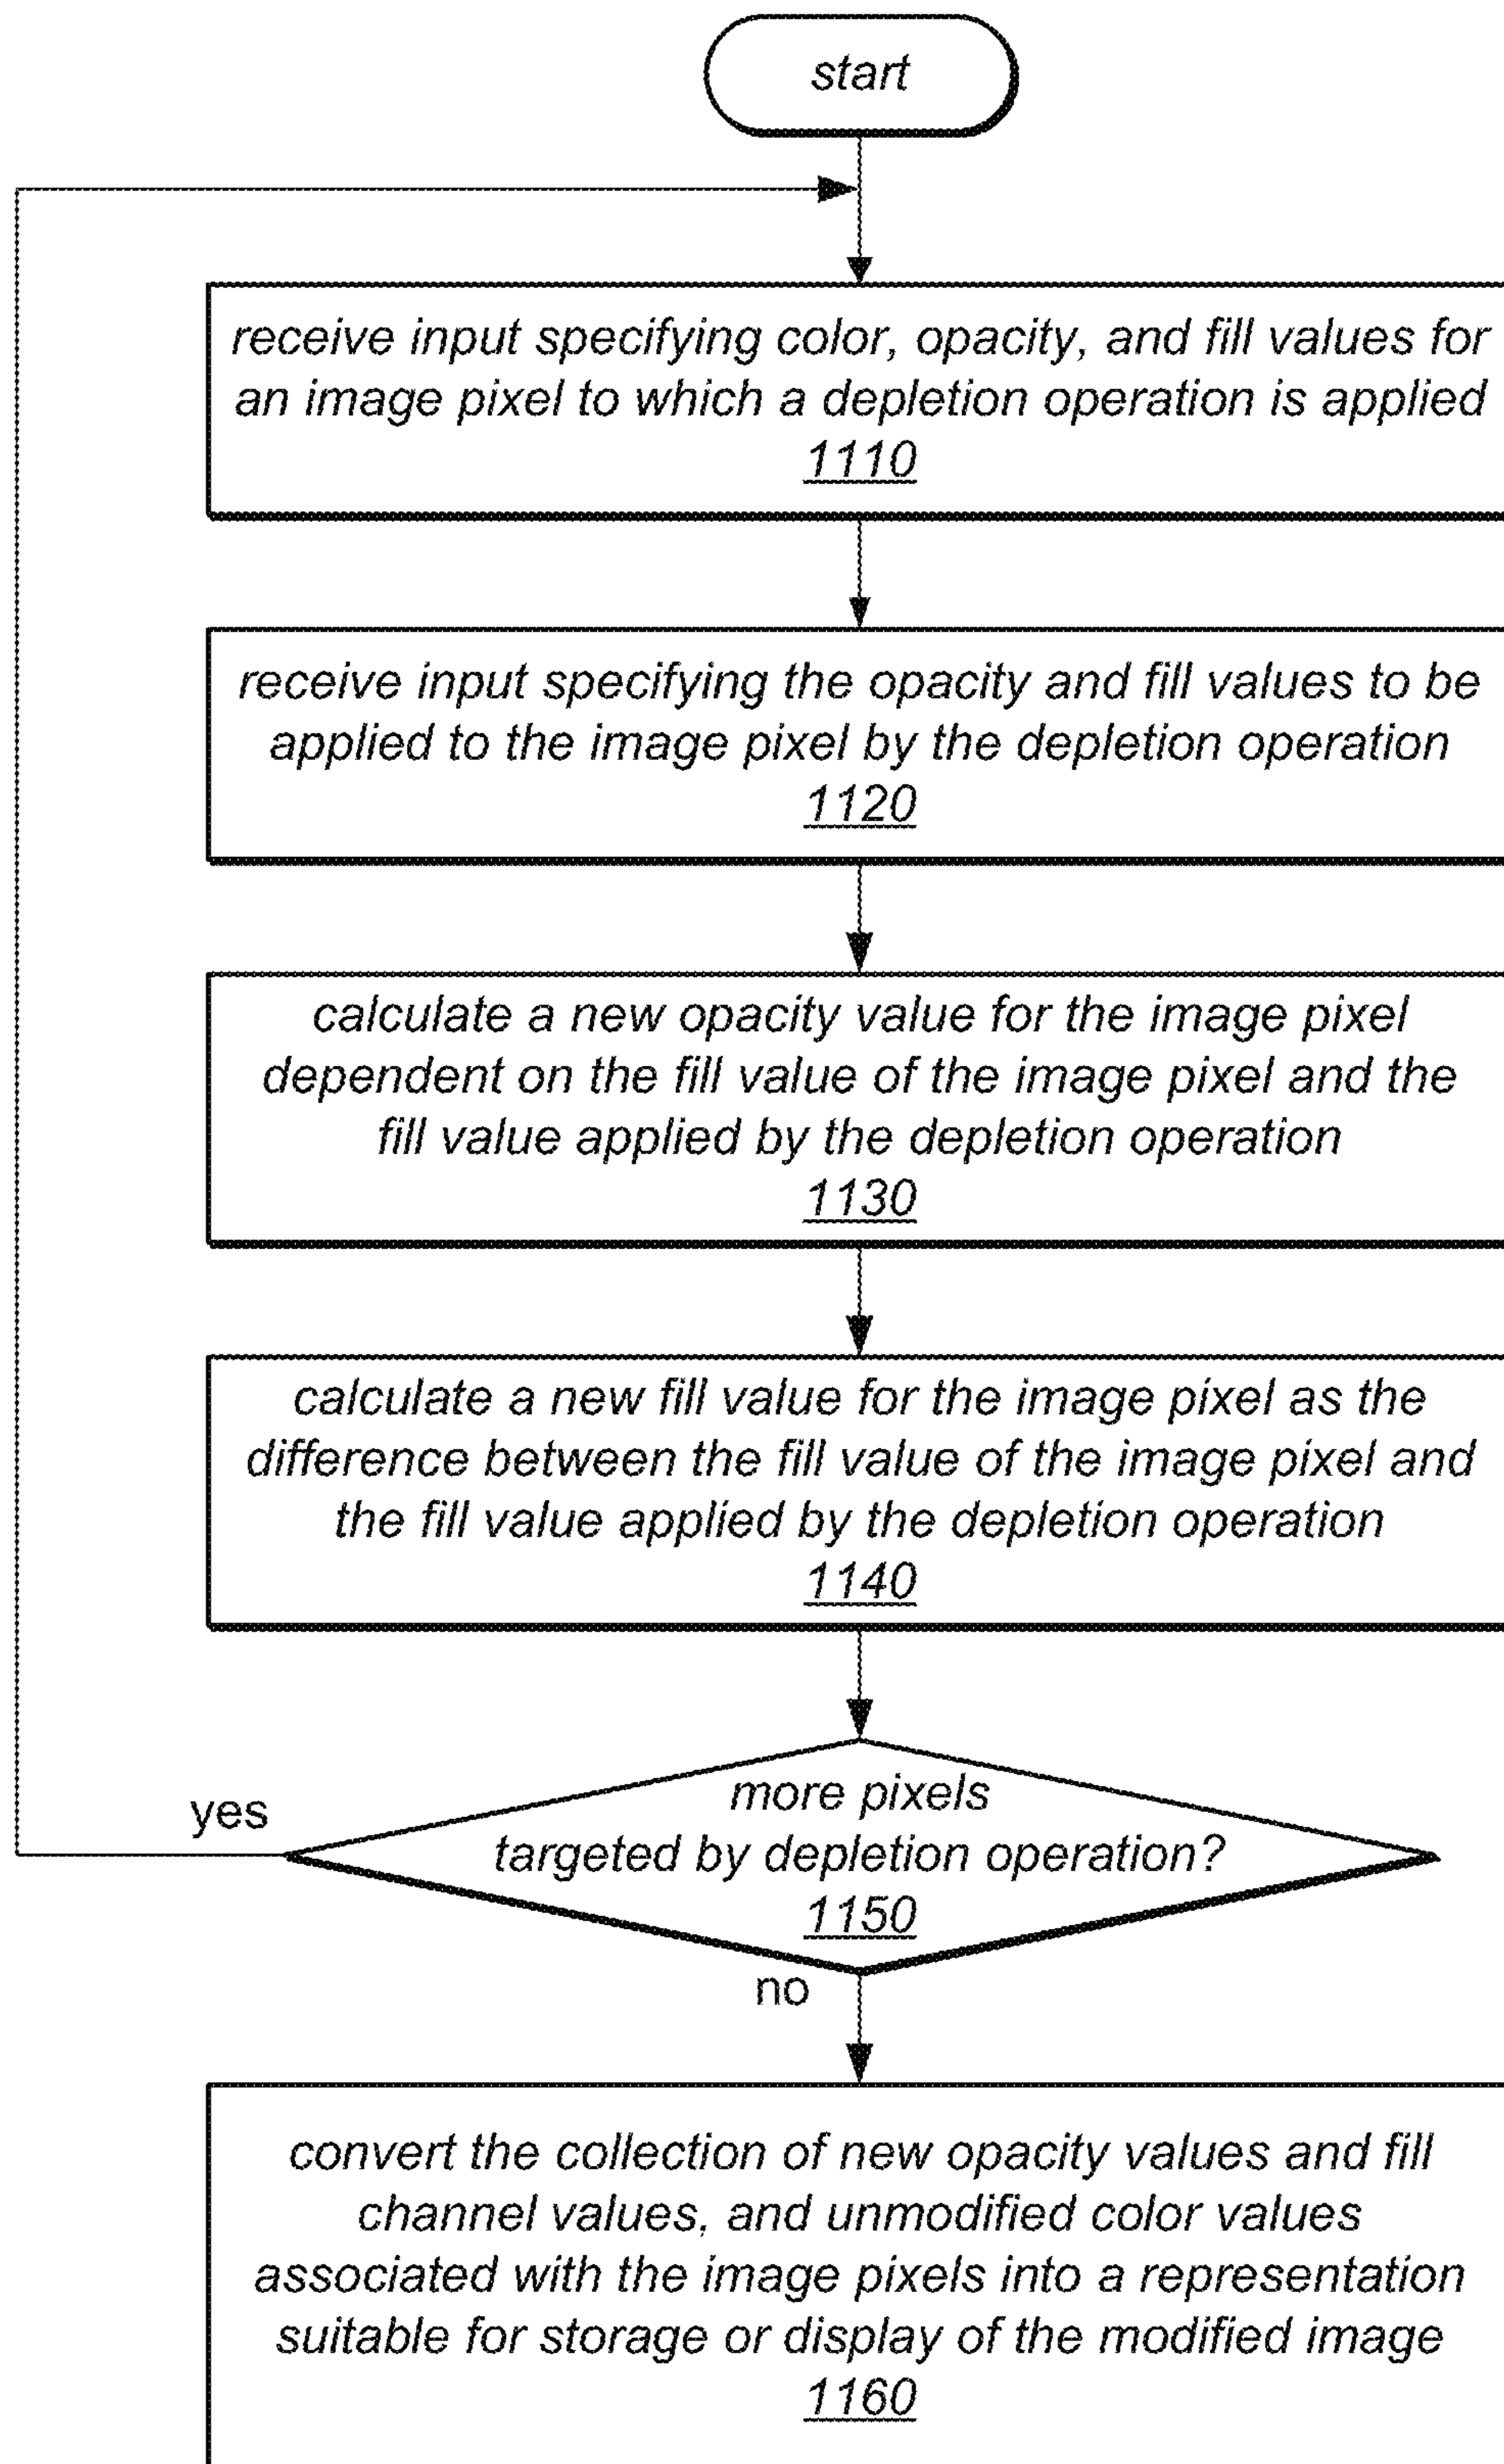 start
receive input specifying color, opacity, and fill values for
an image pixel to which a depletion operation is applied
1110
receive input specifying the opacity and fill values to be
applied to the image pixel by the depletion operation
1120
calculate a new opacity value for the image pixel
dependent on the fill value of the image pixel and the
fill value applied by the depletion operation
1130
calculate a new fill value for the image pixel as the
difference between the fill value of the image pixel and
the fill value applied by the depletion operation
1140
more pixels
yes
targeted by depletion operation?
1150
no
convert the collection of new opacity values and fill
channel values, and unmodified color values
associated with the image pixels into a representation
suitable for storage or display of the modified image
1160